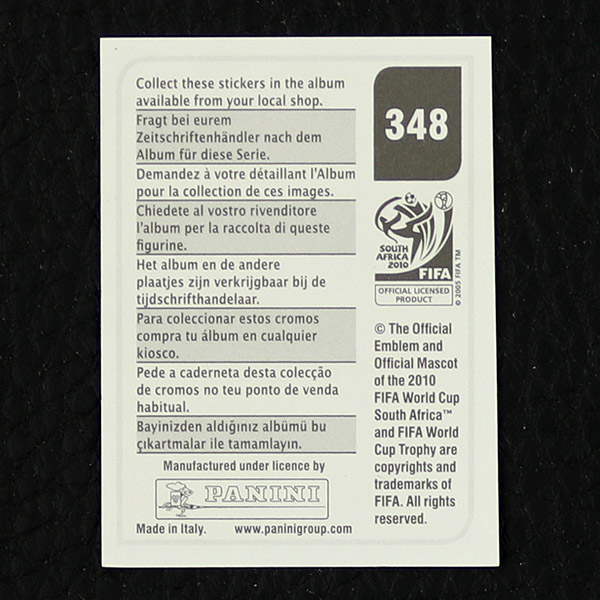 Collect these stickers in the album
available from your local shop.
Fragt bei eurem
Zeitschriftenhändler nach dem
Album für diese Serie.
Demandez à votre détaillant l'Album
pour la collection de ces images.
Chiedete al vostro rivenditore
l'album per la raccolta di queste
figurine.
Het album en de andere
plaatjes zijn verkrijgbaar bij de
tijdschrifthandelaar.
Para coleccionar estos cromos
compra tu álbum en cualquier
kiosco.
Pede a caderneta desta colecção
de cromos no teu ponto de venda
habitual.
Bayinizden aldığınız albümü bu
çıkartmalar ile tamamlayın.
Manufactured under licence by
PANINI
Made in Italy. www.paninigroup.com
348
SOUTH
AFRICA
2010
FIFA
OFFICIAL LICENSED
PRODUCT
© 2005 FIFA TM
© The Official
Emblem and
Official Mascot
of the 2010
FIFA World Cup
South Africa™
and FIFA World
Cup Trophy are
copyrights and
trademarks of
FIFA. All rights
reserved.